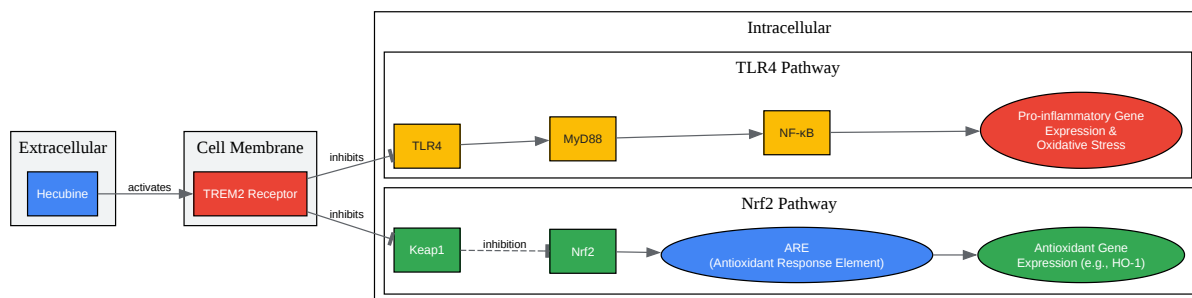 Intracellular
TLR4 Pathway
Extracellular
Hecubine
activates
Cell Membrane
TREM2 Receptor
inhibits
inhibits
TLR4
MyD88
NF-κB
Pro-inflammatory Gene
Expression &
Oxidative Stress
Nrf2 Pathway
Keap1
inhibition
Nrf2
ARE
(Antioxidant Response Element)
Antioxidant Gene
Expression (e.g., HO-1)